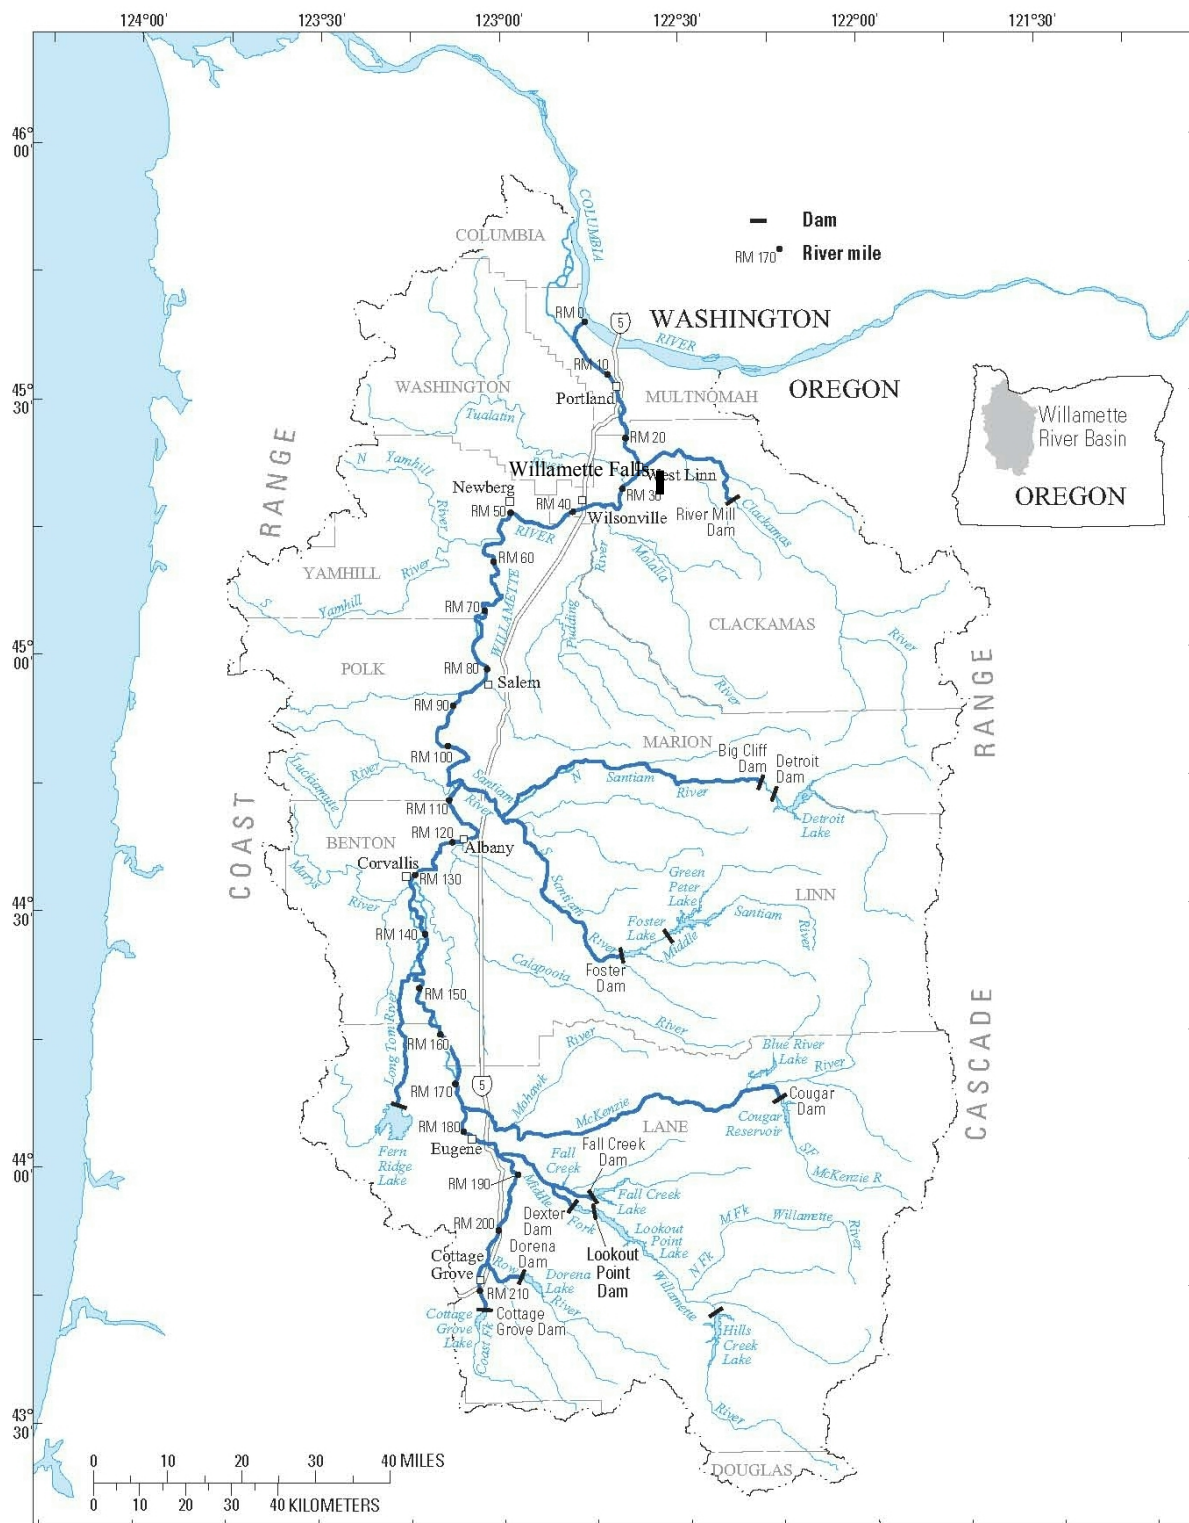 124°00'
123°30'
123°00'
122°30'
122°00'
121°30'
46°
00'
45°
30'
45°
00'
44°
30'
44°
00'
43°
30'
Dam
RM 170
River mile
COLUMBIA
COLUMBIA
RIVER
RM 0
5
WASHINGTON
RM 10
OREGON
WASHINGTON
Portland
MULTNOMAH
Tualatin
River
RM 20
Willamette
River Basin
OREGON
COAST RANGE
N Yamhill
River
Willamette Falls
West Linn
Newberg
RM 30
RM 40
RM 50
Wilsonville
River Mill
Dam
Clackamas
River
RIVER
WILLAMETTE
RM 60
River
Molalla
River
Pudding
River
YAMHILL
River
S Yamhill
RM 70
CLACKAMAS
POLK
RM 80
Salem
CASCADE RANGE
RM 90
MARION
RM 100
Big Cliff
Dam
Detroit
Dam
Luckiamute
River
Santiam
River
N Santiam
River
Detroit
Lake
RM 110
RM 120
BENTON
Albany
Corvallis
RM 130
Marys
River
S Santiam
River
Green
Peter
Lake
LINN
Foster
Lake
Middle
Santiam
River
RM 140
Foster
Dam
Calapooia
River
RM 150
Long Tom River
RM 160
Mohawk
River
Blue River
Lake
River
RM 170
5
McKenzie
Cougar
Dam
Cougar
Reservoir
RM 180
LANE
Eugene
Fall Creek
Dam
SF
McKenzie R
Fern
Ridge
Lake
Fall
Creek
RM 190
Middle
Fork
Fall Creek
Lake
Dexter
Dam
Lookout
Point
Lake
M Fk Willamette
River
RM 200
Lookout
Point
Dam
N Fk
Cottage
Grove
Dorena
Dam
Row
River
Dorena
Lake
Willamette
River
RM 210
Cottage
Grove
Lake
Cottage
Grove Dam
Coast Fk
Hills
Creek
Lake
DOUGLAS
0 10 20 30 40 MILES
0 10 20 30 40 KILOMETERS